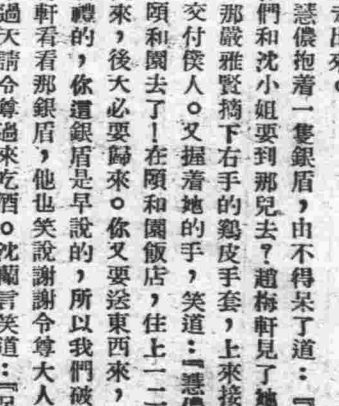 出來。
慧儂抱着一隻銀盾，由不得呆了道：『
們和沈小姐要到那兒去？趙梅軒見了她
那嚴雅賢摘下右手的鷄皮手套，上來接
交付僕人。又握着她的手，笑道：『慧儂
頤和園去了！在頤和園飯店，住上一二
來，後天必要歸來。你又要送東西來，
禮的，你這銀盾是早說的，所以我們破
軒看看那銀盾，他也笑說謝謝令尊大人
過天請令尊過來吃酒。沈蘭言笑道：『